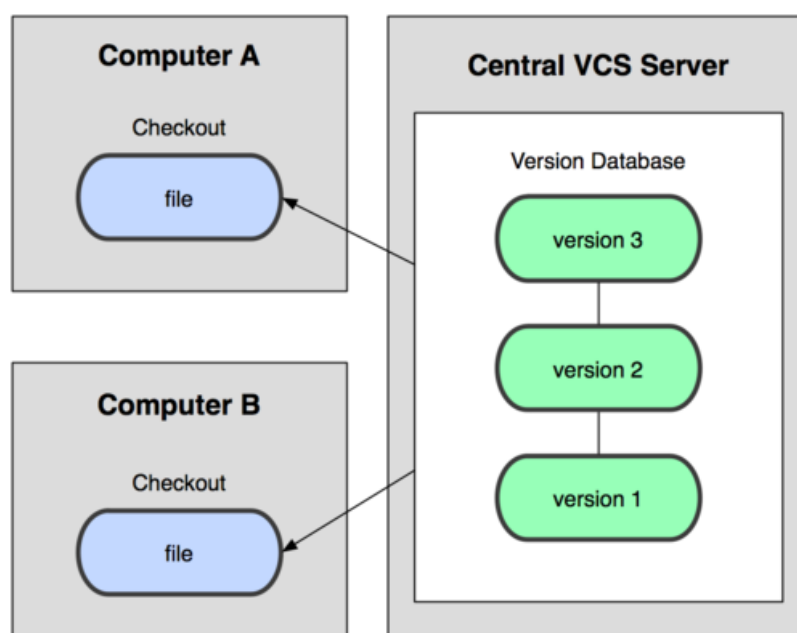 Computer A
Checkout
file
Computer B
Checkout
file
Central VCS Server
Version Database
version 3
version 2
version 1